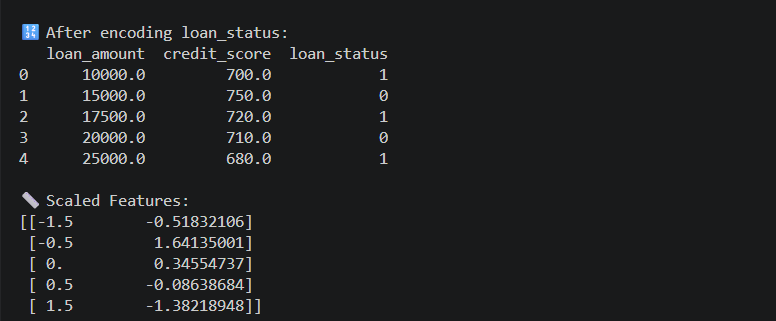 🔢 After encoding loan_status:
   loan_amount  credit_score  loan_status
0      10000.0         700.0            1
1      15000.0         750.0            0
2      17500.0         720.0            1
3      20000.0         710.0            0
4      25000.0         680.0            1
📏 Scaled Features:
[[-1.5        -0.51832106]
 [-0.5         1.64135001]
 [ 0.          0.34554737]
 [ 0.5        -0.08638684]
 [ 1.5        -1.38218948]]